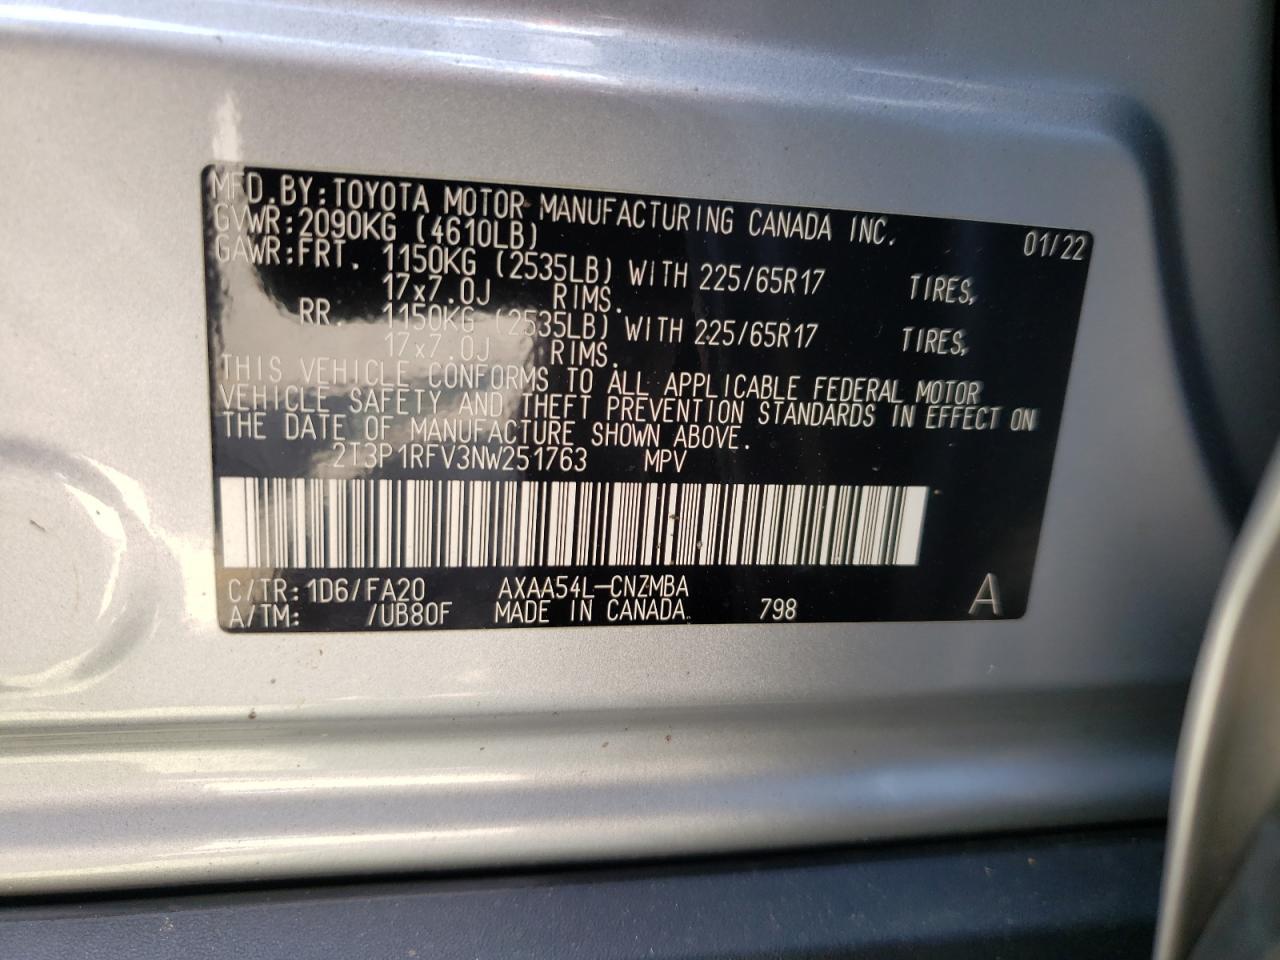 MFD.BY:TOYOTA MOTOR MANUFACTURING CANADA INC. 01/22
GVWR:2090KG (4610LB)
GAWR:FRT. 1150KG (2535LB) WITH 225/65R17 TIRES,
17x7.0J RIMS.
RR. 1150KG (2535LB) WITH 225/65R17 TIRES,
17x7.0J RIMS.
THIS VEHICLE CONFORMS TO ALL APPLICABLE FEDERAL MOTOR
VEHICLE SAFETY AND THEFT PREVENTION STANDARDS IN EFFECT ON
THE DATE OF MANUFACTURE SHOWN ABOVE.
2T3P1RFV3NW251763 MPV
C/TR:1D6/FA20 AXAA54L-CNZMBA
A/TM: /UB80F MADE IN CANADA. 798 A